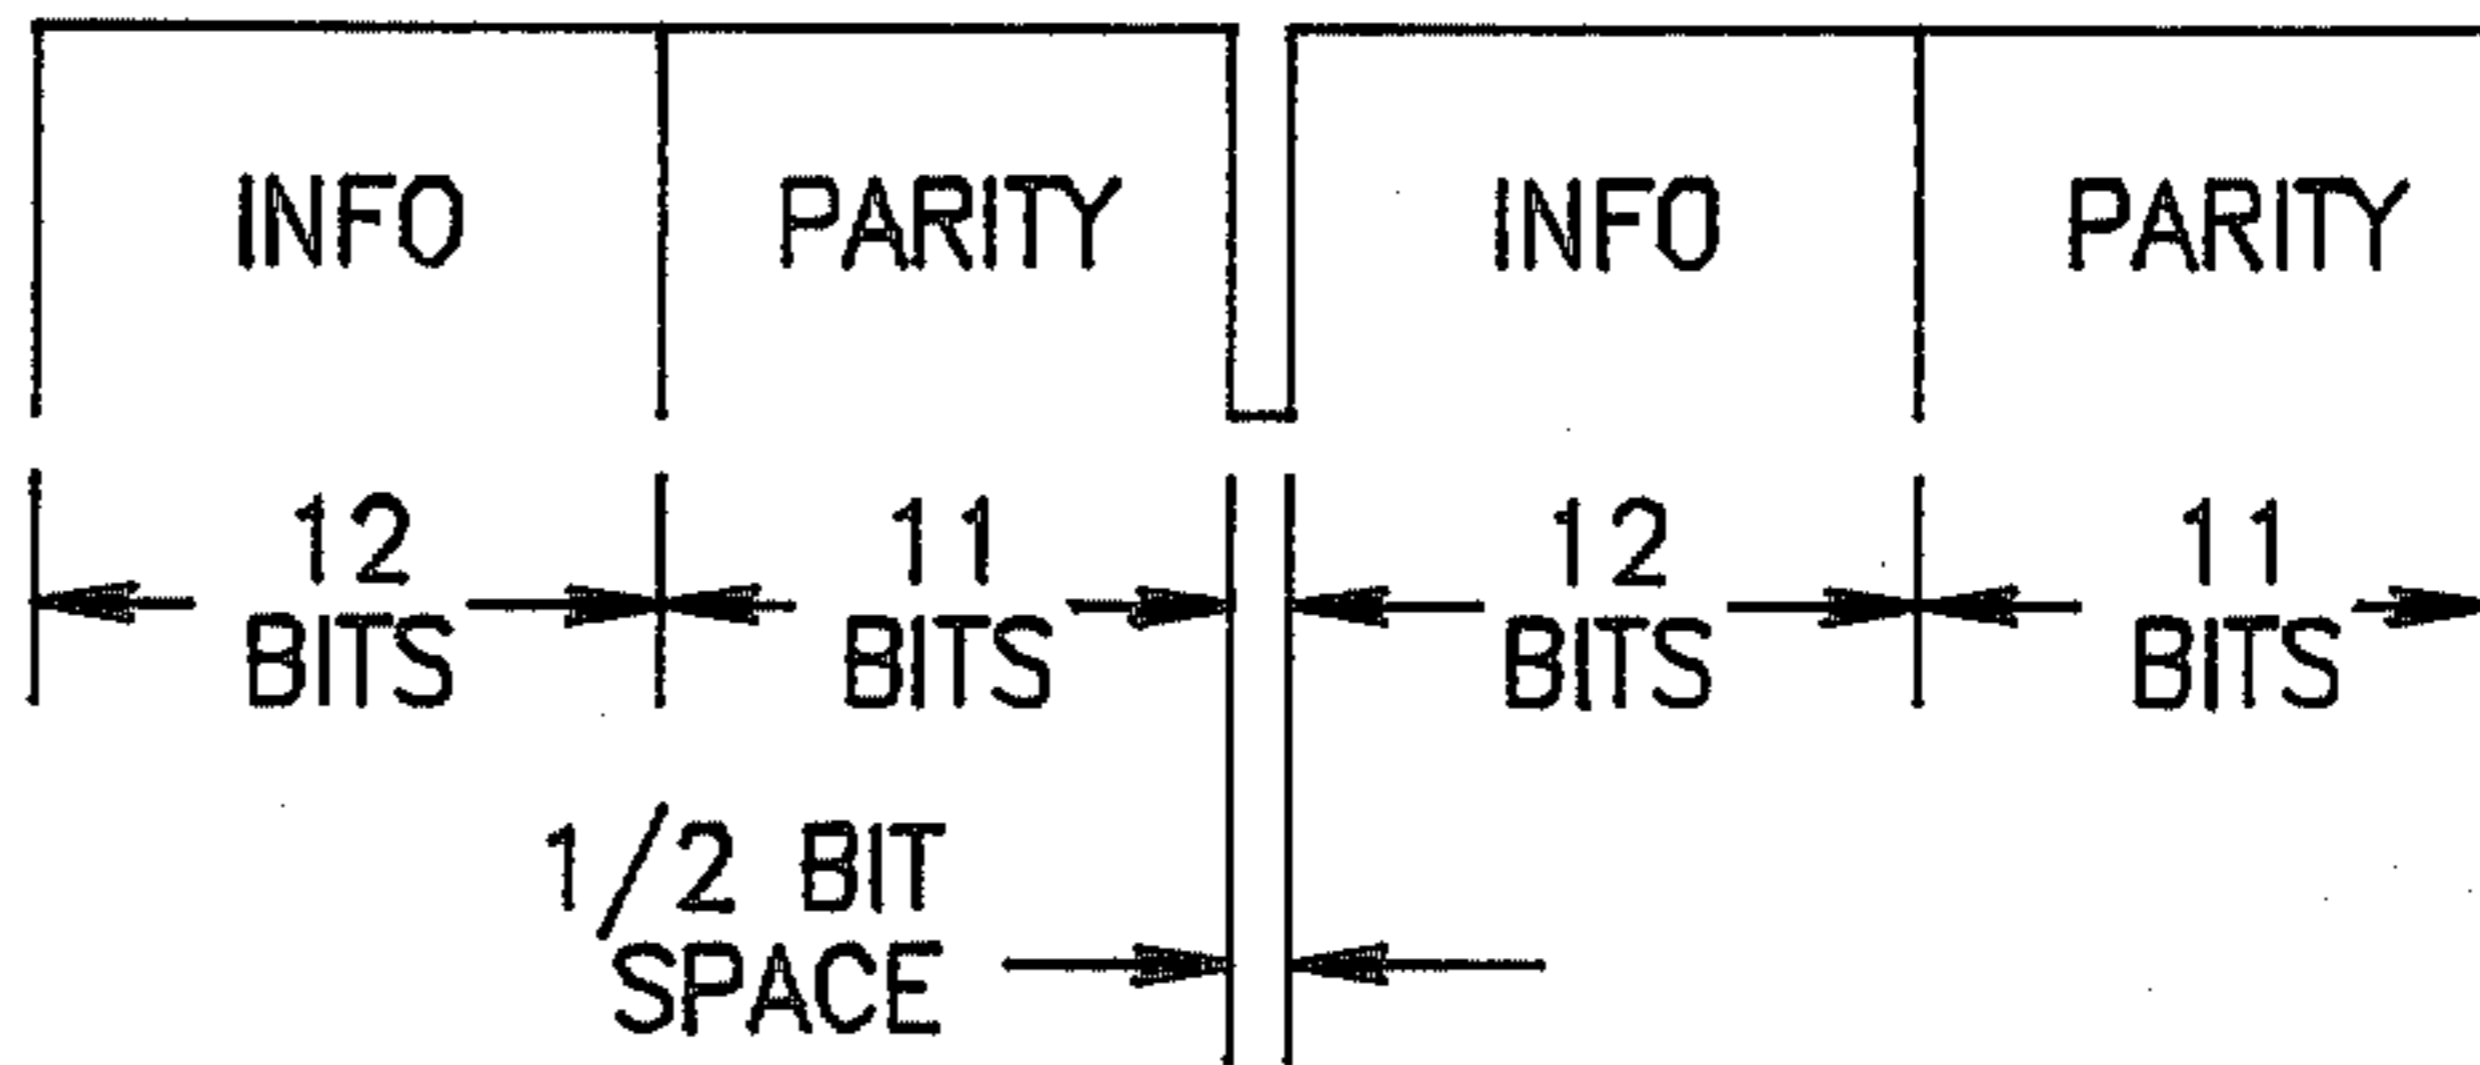 INFO PARITY INFO PARITY
12 11 12 11
BITS BITS BITS BITS
1/2 BIT
SPACE